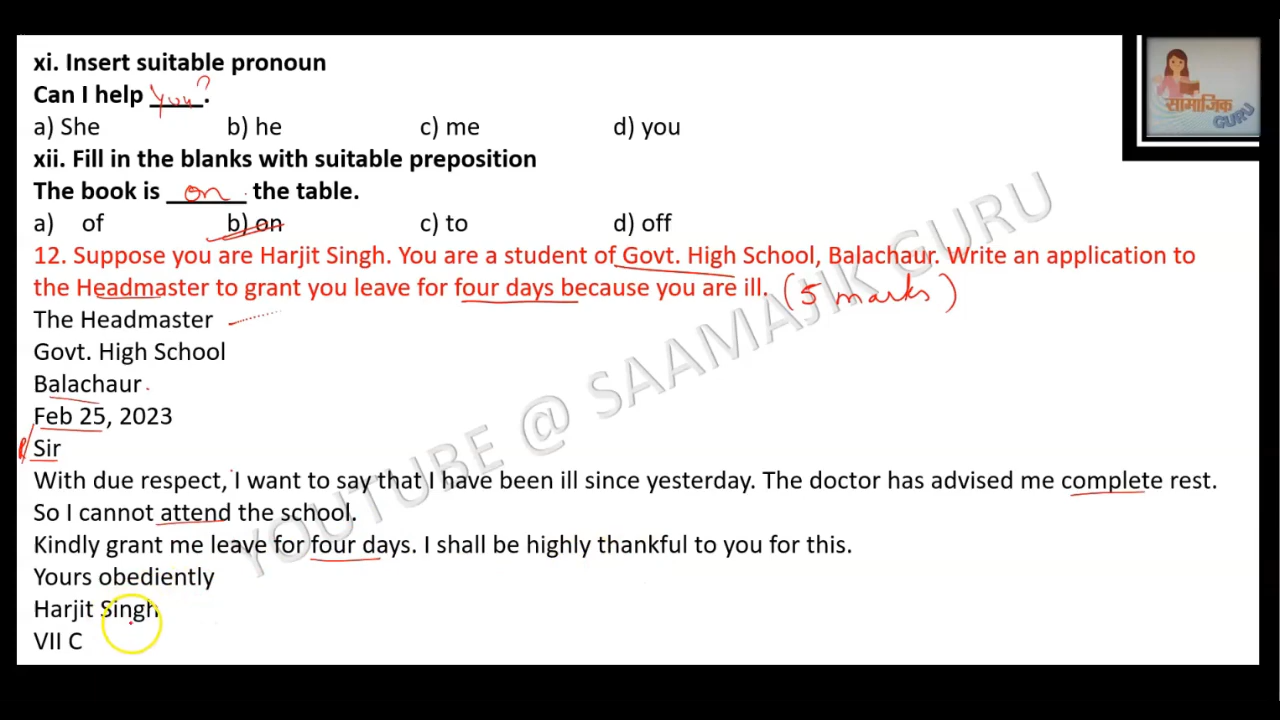 xi. Insert suitable pronoun
Can I help you?.
a) She b) he c) me d) you
xii. Fill in the blanks with suitable preposition
The book is on the table.
a) of b) on c) to d) off
12. Suppose you are Harjit Singh. You are a student of Govt. High School, Balachaur. Write an application to
the Headmaster to grant you leave for four days because you are ill. (5 marks)
The Headmaster
Govt. High School
Balachaur
Feb 25, 2023
Sir
With due respect, I want to say that I have been ill since yesterday. The doctor has advised me complete rest.
So I cannot attend the school.
Kindly grant me leave for four days. I shall be highly thankful to you for this.
Yours obediently
Harjit Singh
VII C
YOUTUBE @ SAAMAJIK GURU
सामाजिक
GURU